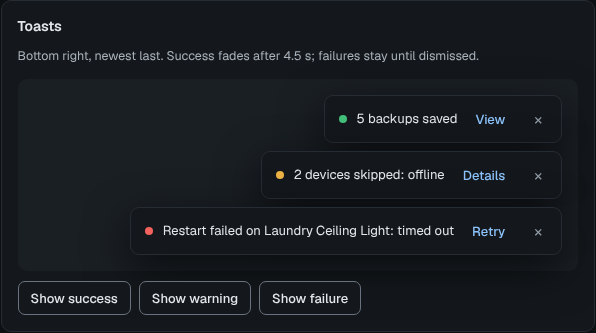 Toasts
Bottom right, newest last. Success fades after 4.5 s; failures stay until dismissed.
5 backups saved View ×
2 devices skipped: offline Details ×
Restart failed on Laundry Ceiling Light: timed out Retry ×
Show success Show warning Show failure